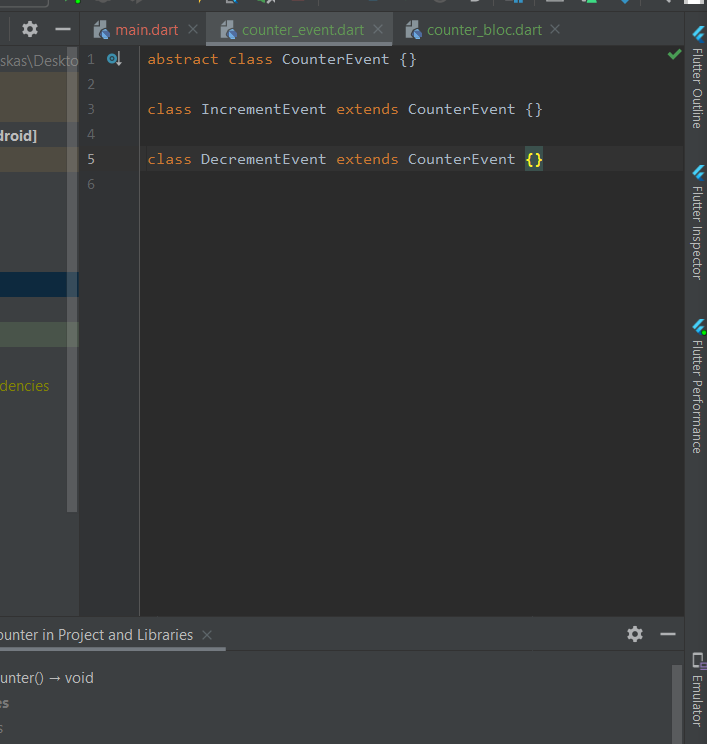 main.dart
counter_event.dart
counter_bloc.dart
skas\Deskto
droid]
dencies
1 abstract class CounterEvent {}
2
3 class IncrementEvent extends CounterEvent {}
4
5 class DecrementEvent extends CounterEvent {}
6
Flutter Outline
Flutter Inspector
Flutter Performance
Emulator
ounter in Project and Libraries
unter() → void
es
s